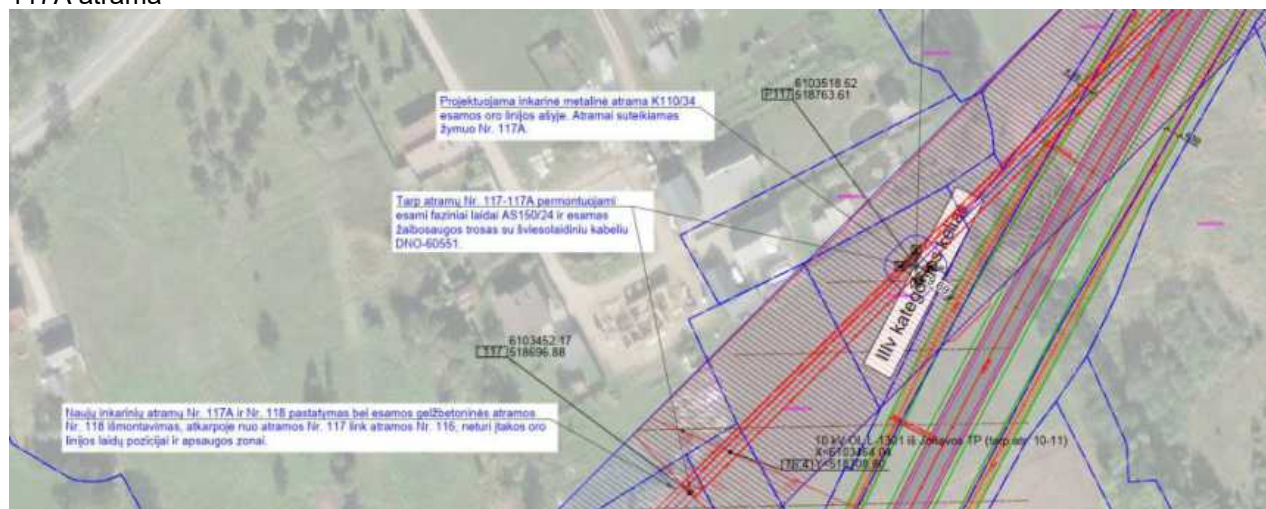 117A atrama
6103518.62
P117 518763.61
Projektuojama inkarinė metalinė atrama K110/34
esamos oro linijos ašyje. Atramai suteikiamas
žymuo Nr. 117A.
Tarp atramų Nr. 117-117A permontuojami
esami faziniai laidai AS150/24 ir esamas
žaibosaugos trosas su šviesolaidiniu kabeliu
DNO-60551.
IIIv kategorijos kelias
6103452.17
117 518696.88
Naujų inkarinių atramų Nr. 117A ir Nr. 118 pastatymas bei esamos gelžbetoninės atramos
Nr. 118 išmontavimas, atkarpoje nuo atramos Nr. 117 link atramos Nr. 116, neturi įtakos oro
linijos laidų pozicijai ir apsaugos zonai.
10 kV OL L-1301 iš Jonavos TP (tarp atr. 10-11)
X=6103464.04